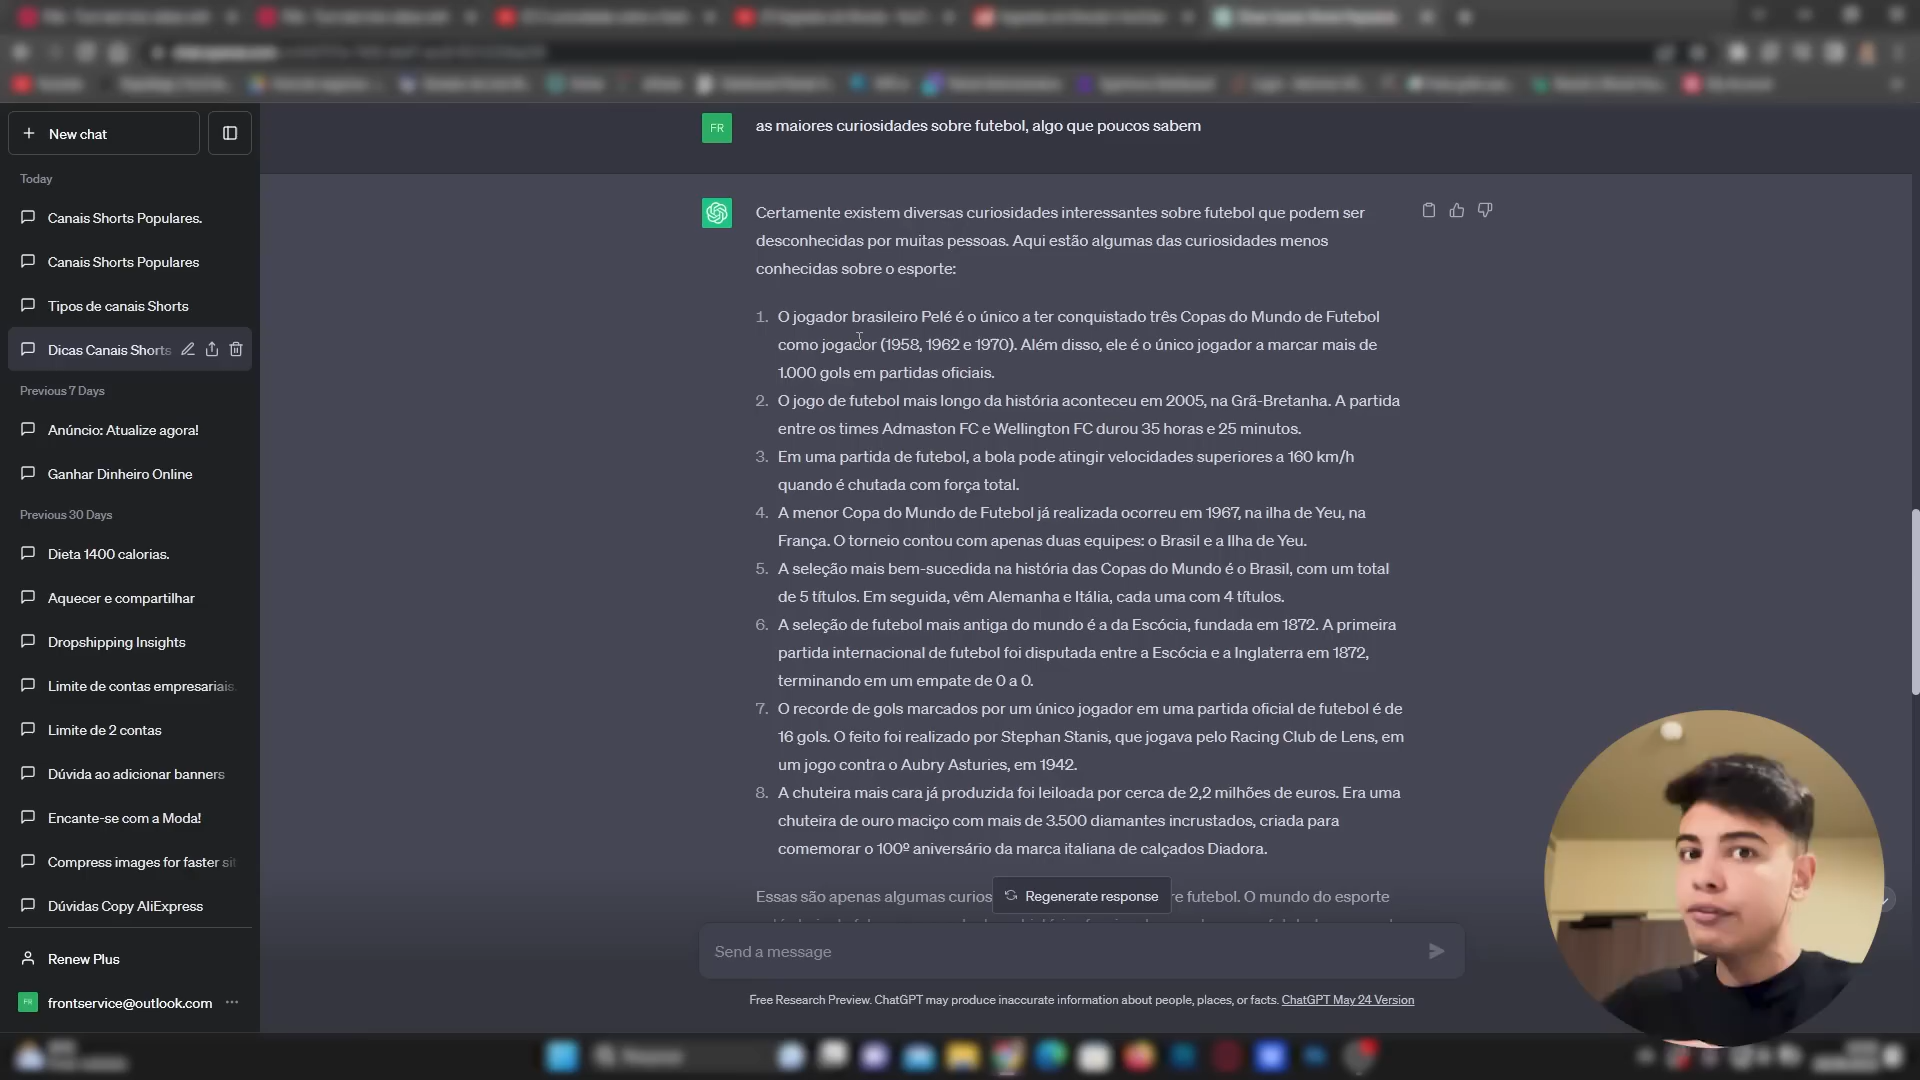 New chat
Today
Canais Shorts Populares.
Canais Shorts Populares
Tipos de canais Shorts
Dicas Canais Shorts
Previous 7 Days
Anúncio: Atualize agora!
Ganhar Dinheiro Online
Previous 30 Days
Dieta 1400 calorias.
Aquecer e compartilhar
Dropshipping Insights
Limite de contas empresariais.
Limite de 2 contas
Dúvida ao adicionar banners
Encante-se com a Moda!
Compress images for faster sit
Dúvidas Copy AliExpress
Renew Plus
FR
frontservice@outlook.com
FR
as maiores curiosidades sobre futebol, algo que poucos sabem
Certamente existem diversas curiosidades interessantes sobre futebol que podem ser
desconhecidas por muitas pessoas. Aqui estão algumas das curiosidades menos
conhecidas sobre o esporte:
1. O jogador brasileiro Pelé é o único a ter conquistado três Copas do Mundo de Futebol
como jogador (1958, 1962 e 1970). Além disso, ele é o único jogador a marcar mais de
1.000 gols em partidas oficiais.
2. O jogo de futebol mais longo da história aconteceu em 2005, na Grã-Bretanha. A partida
entre os times Admaston FC e Wellington FC durou 35 horas e 25 minutos.
3. Em uma partida de futebol, a bola pode atingir velocidades superiores a 160 km/h
quando é chutada com força total.
4. A menor Copa do Mundo de Futebol já realizada ocorreu em 1967, na ilha de Yeu, na
França. O torneio contou com apenas duas equipes: o Brasil e a Ilha de Yeu.
5. A seleção mais bem-sucedida na história das Copas do Mundo é o Brasil, com um total
de 5 títulos. Em seguida, vêm Alemanha e Itália, cada uma com 4 títulos.
6. A seleção de futebol mais antiga do mundo é a da Escócia, fundada em 1872. A primeira
partida internacional de futebol foi disputada entre a Escócia e a Inglaterra em 1872,
terminando em um empate de 0 a 0.
7. O recorde de gols marcados por um único jogador em uma partida oficial de futebol é de
16 gols. O feito foi realizado por Stephan Stanis, que jogava pelo Racing Club de Lens, em
um jogo contra o Aubry Asturies, em 1942.
8. A chuteira mais cara já produzida foi leiloada por cerca de 2,2 milhões de euros. Era uma
chuteira de ouro maciço com mais de 3.500 diamantes incrustados, criada para
comemorar o 100º aniversário da marca italiana de calçados Diadora.
Essas são apenas algumas curios re futebol. O mundo do esporte
Regenerate response
Send a message
Free Research Preview. ChatGPT may produce inaccurate information about people, places, or facts. ChatGPT May 24 Version